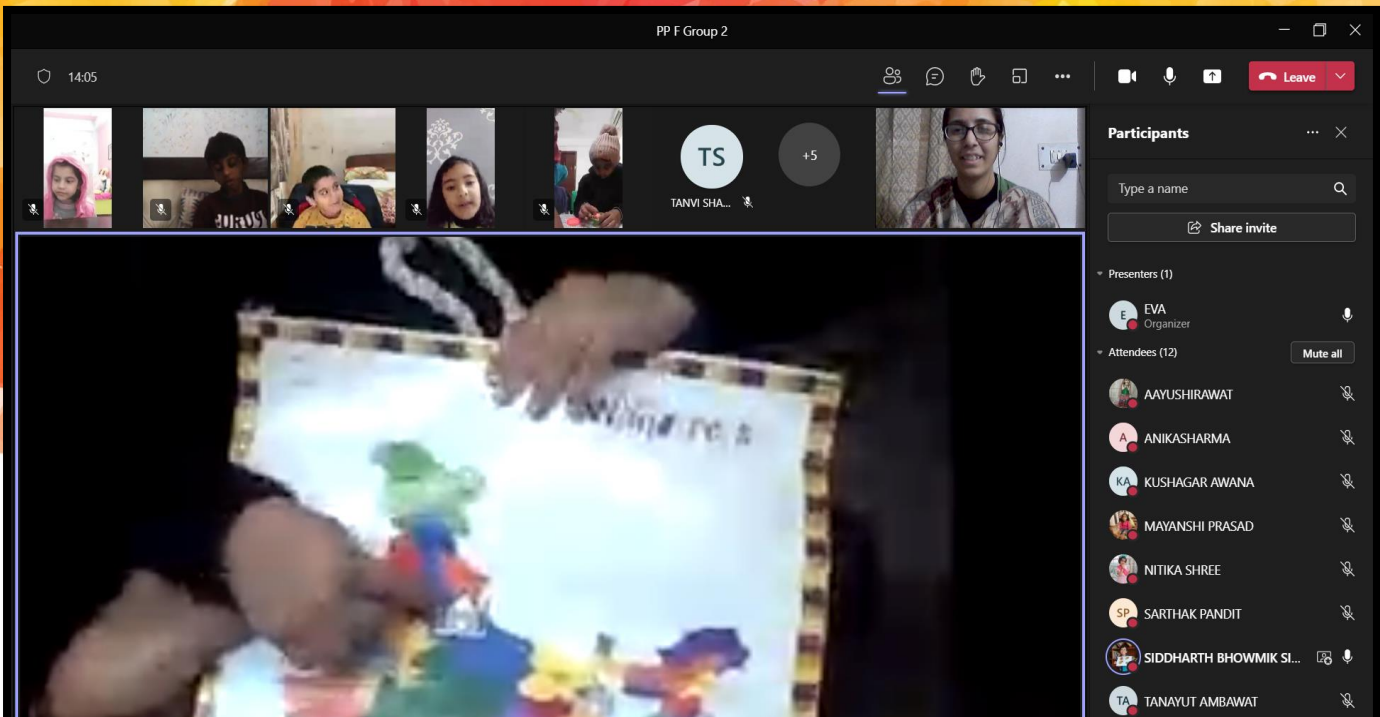 PP F Group 2
14:05
Leave
TS
+5
TANVI SHA...
Participants
Type a name
Share invite
Presenters (1)
E
EVA
Organizer
Attendees (12)
Mute all
AAYUSHIRAWAT
A
ANIKASHARMA
KA
KUSHAGAR AWANA
MAYANSHI PRASAD
NITIKA SHREE
SP
SARTHAK PANDIT
SIDDHARTH BHOWMIK SI...
TA
TANAYUT AMBAWAT